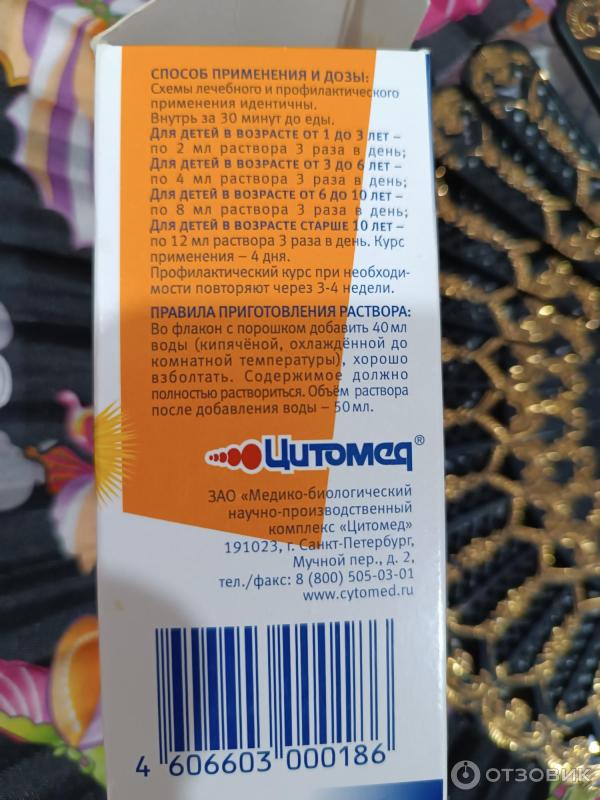 СПОСОБ ПРИМЕНЕНИЯ И ДОЗЫ:
Схемы лечебного и профилактического
применения идентичны.
Внутрь за 30 минут до еды.
ДЛЯ ДЕТЕЙ В ВОЗРАСТЕ ОТ 1 ДО 3 ЛЕТ –
по 2 мл раствора 3 раза в день;
ДЛЯ ДЕТЕЙ В ВОЗРАСТЕ ОТ 3 ДО 6 ЛЕТ –
по 4 мл раствора 3 раза в день;
ДЛЯ ДЕТЕЙ В ВОЗРАСТЕ ОТ 6 ДО 10 ЛЕТ –
по 8 мл раствора 3 раза в день;
ДЛЯ ДЕТЕЙ В ВОЗРАСТЕ СТАРШЕ 10 ЛЕТ –
по 12 мл раствора 3 раза в день. Курс
применения – 4 дня.
Профилактический курс при необходи-
мости повторяют через 3-4 недели.
ПРАВИЛА ПРИГОТОВЛЕНИЯ РАСТВОРА:
Во флакон с порошком добавить 40 мл
воды (кипячёной, охлаждённой до
комнатной температуры), хорошо
взболтать. Содержимое должно
полностью раствориться. Объём раствора
после добавления воды – 50 мл.
Цитомед®
ЗАО «Медико-биологический
научно-производственный
комплекс «Цитомед»
191023, г. Санкт-Петербург,
Мучной пер., д. 2,
тел./факс: 8 (800) 505-03-01
www.cytomed.ru
4 606603 000186
ОТЗОВИК